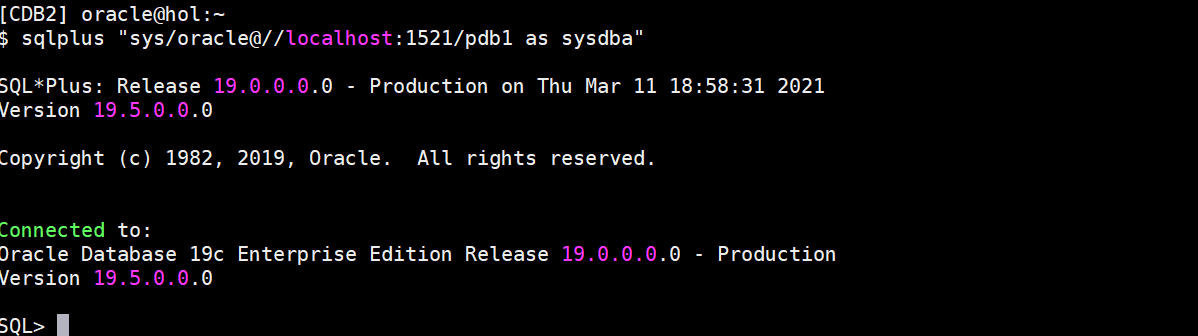 [CDB2] oracle@hol:~
$ sqlplus "sys/oracle@//localhost:1521/pdb1 as sysdba"
SQL*Plus: Release 19.0.0.0.0 - Production on Thu Mar 11 18:58:31 2021
Version 19.5.0.0.0
Copyright (c) 1982, 2019, Oracle.  All rights reserved.
Connected to:
Oracle Database 19c Enterprise Edition Release 19.0.0.0.0 - Production
Version 19.5.0.0.0
SQL>